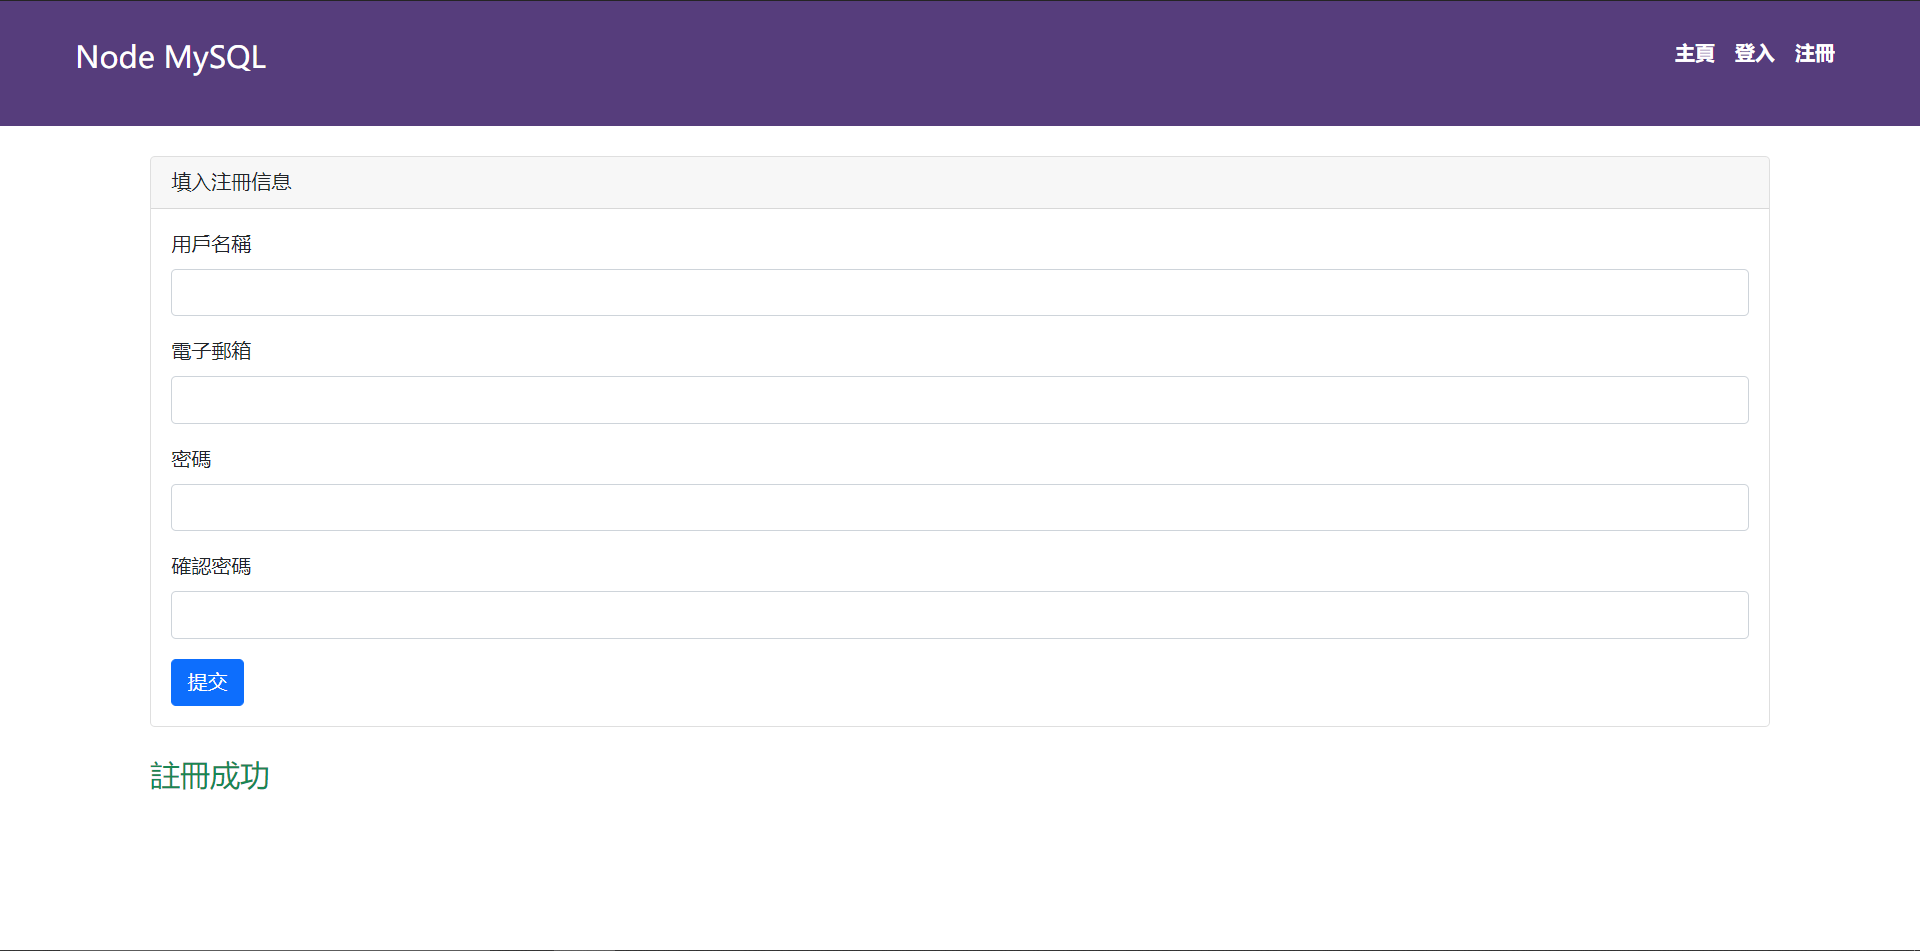 Node MySQL
主頁 登入 注冊
填入注冊信息
用戶名稱
電子郵箱
密碼
確認密碼
提交
註冊成功